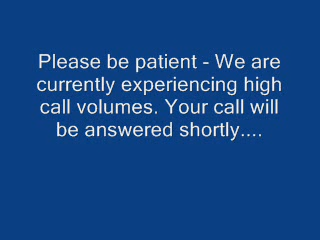 Please be patient - We are
currently experiencing high
call volumes. Your call will
be answered shortly....